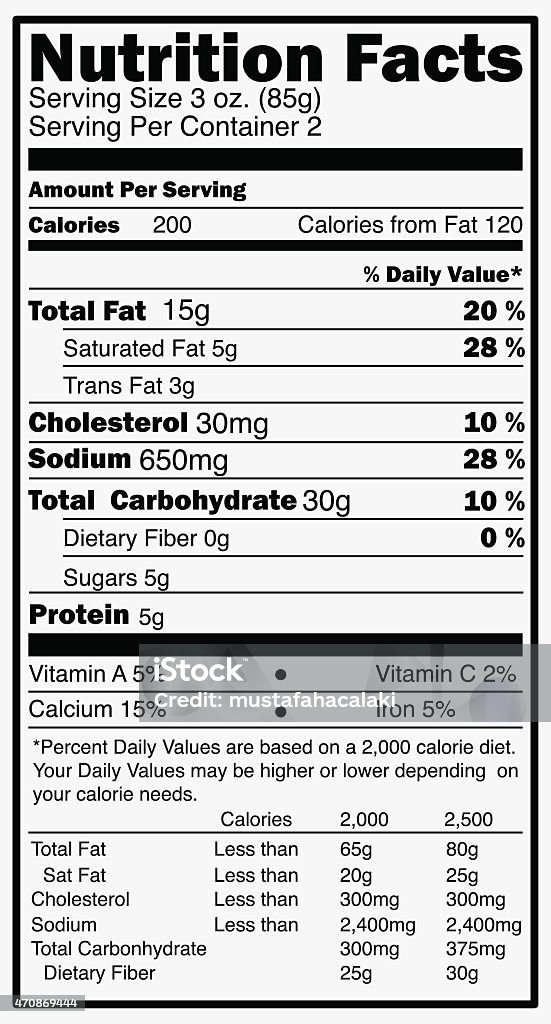 Nutrition Facts
Serving Size 3 oz. (85g)
Serving Per Container 2
Amount Per Serving
Calories 200 Calories from Fat 120
% Daily Value*
Total Fat 15g 20 %
Saturated Fat 5g 28 %
Trans Fat 3g
Cholesterol 30mg 10 %
Sodium 650mg 28 %
Total Carbohydrate 30g 10 %
Dietary Fiber 0g 0 %
Sugars 5g
Protein 5g
Vitamin A 5% • Vitamin C 2%
iStock™
Credit: mustafahacalaki
Calcium 15% • Iron 5%
*Percent Daily Values are based on a 2,000 calorie diet.
Your Daily Values may be higher or lower depending on
your calorie needs.
Calories 2,000 2,500
Total Fat Less than 65g 80g
Sat Fat Less than 20g 25g
Cholesterol Less than 300mg 300mg
Sodium Less than 2,400mg 2,400mg
Total Carbonhydrate 300mg 375mg
Dietary Fiber 25g 30g
470869444